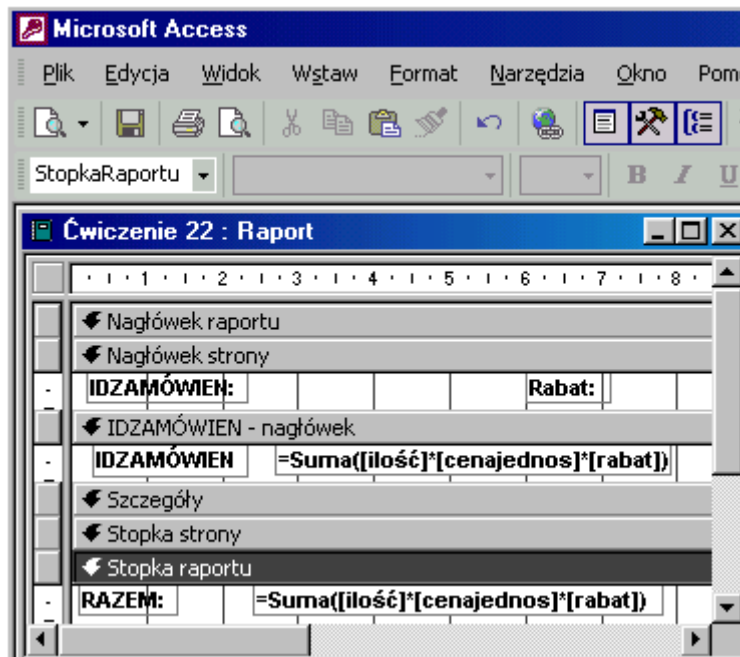 Microsoft Access
Plik Edycja Widok Wstaw Format Narzędzia Okno Pom
StopkaRaportu B I U
Ćwiczenie 22 : Raport
1 2 3 4 5 6 7 8
Nagłówek raportu
Nagłówek strony
IDZAMÓWIEN: Rabat:
IDZAMÓWIEN - nagłówek
IDZAMÓWIEN =Suma([ilość]*[cenajednos]*[rabat])
Szczegóły
Stopka strony
Stopka raportu
RAZEM: =Suma([ilość]*[cenajednos]*[rabat])